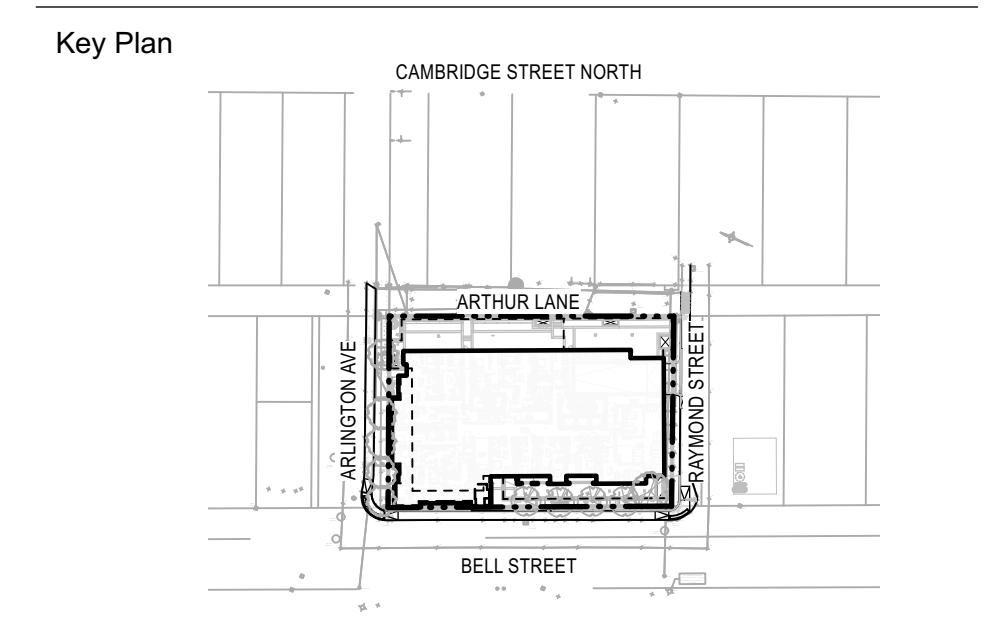 Key Plan
CAMBRIDGE STREET NORTH
ARTHUR LANE
ARLINGTON AVE
RAYMOND STREET
BELL STREET